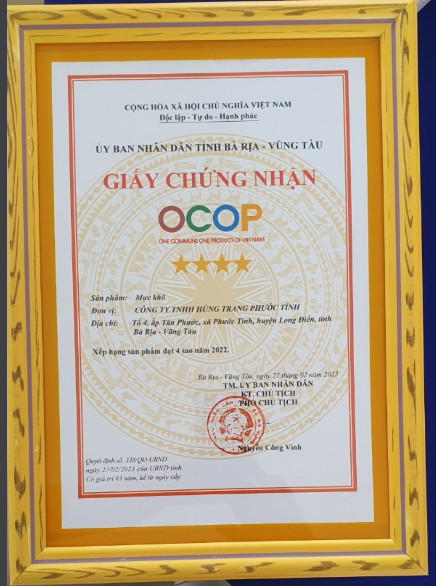 CỘNG HÒA XÃ HỘI CHỦ NGHĨA VIỆT NAM
Độc lập - Tự do - Hạnh phúc
ỦY BAN NHÂN DÂN TỈNH BÀ RỊA - VŨNG TÀU
GIẤY CHỨNG NHẬN
OCOP
ONE COMMUNE ONE PRODUCT OF VIETNAM
Sản phẩm: Mực khô
Đơn vị: CÔNG TY TNHH HÙNG TRANG PHƯỚC TỈNH
Địa chỉ: Tổ 4, ấp Tân Phước, xã Phước Tỉnh, huyện Long Điền, tỉnh
Bà Rịa - Vũng Tàu
Xếp hạng sản phẩm đạt 4 sao năm 2022.
Bà Rịa - Vũng Tàu, ngày 27 tháng 02 năm 2023
TM. ỦY BAN NHÂN DÂN
KT. CHỦ TỊCH
PHÓ CHỦ TỊCH
Nguyễn Công Vinh
Quyết định số: /QĐ-UBND
ngày 27/02/2023 của UBND tỉnh
Có giá trị 03 năm, kể từ ngày cấp.